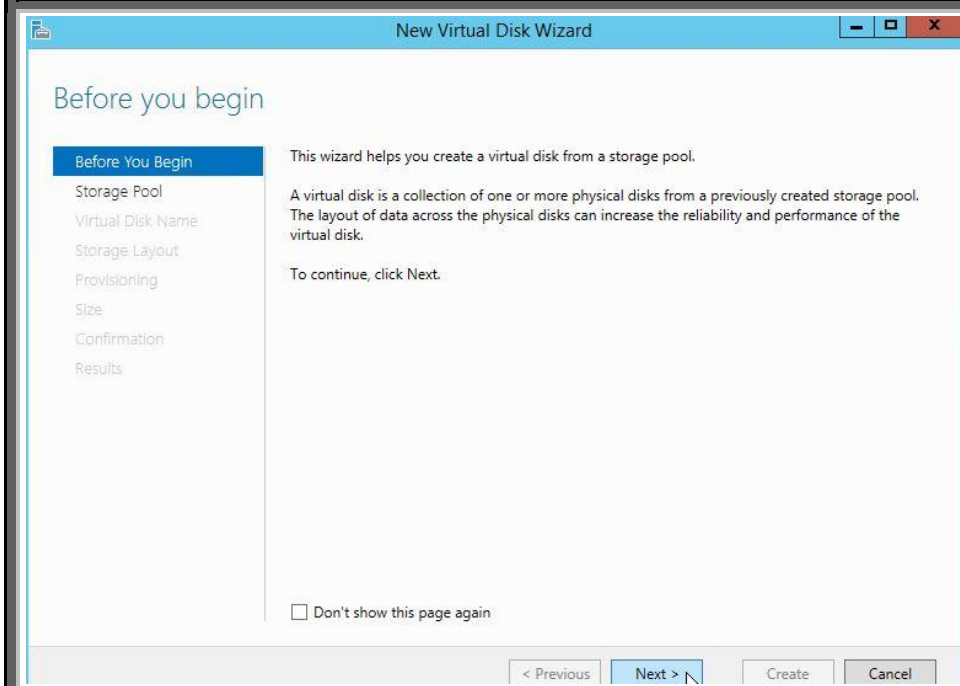 New Virtual Disk Wizard
x
Before you begin
Before You Begin
Storage Pool
Virtual Disk Name
Storage Layout
Provisioning
Size
Confirmation
Results
This wizard helps you create a virtual disk from a storage pool.
A virtual disk is a collection of one or more physical disks from a previously created storage pool.
The layout of data across the physical disks can increase the reliability and performance of the
virtual disk.
To continue, click Next.
Don't show this page again
< Previous
Next >
Create
Cancel